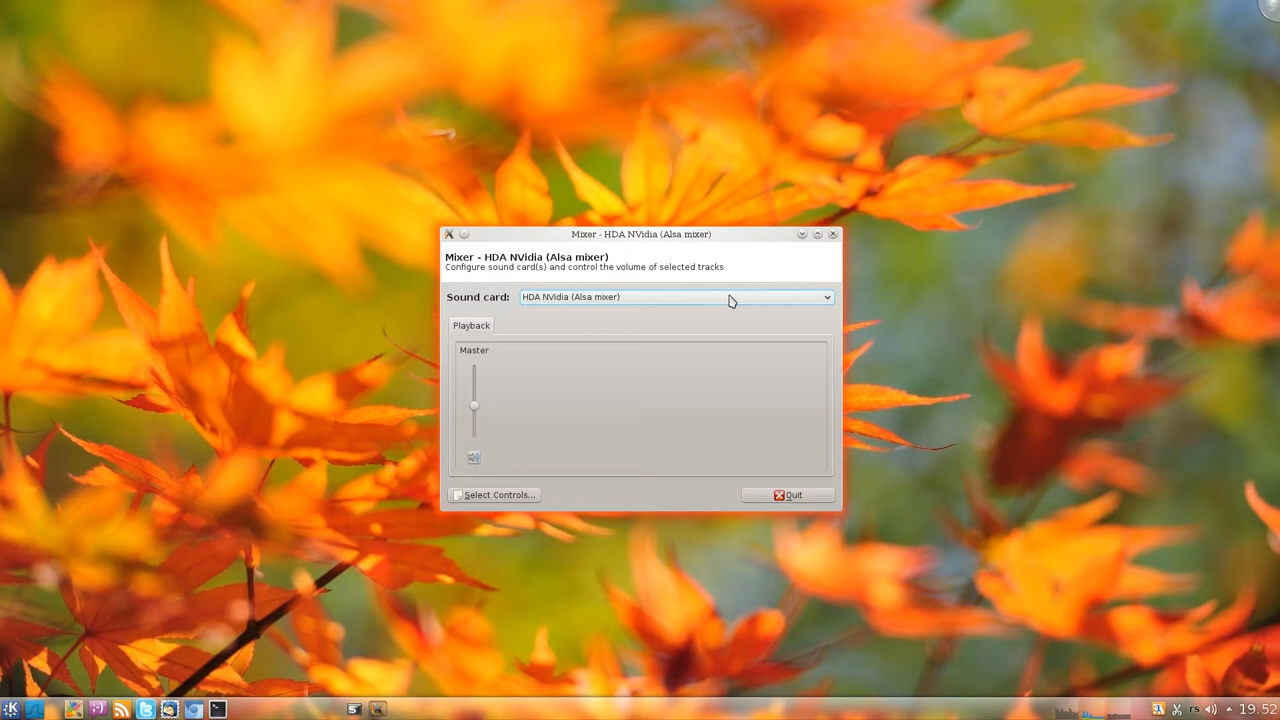 Mixer - HDA NVidia (Alsa mixer)
Mixer - HDA NVidia (Alsa mixer)
Configure sound card(s) and control the volume of selected tracks
Sound card: HDA NVidia (Alsa mixer)
Playback
Master
Select Controls... Quit
rs 19.52